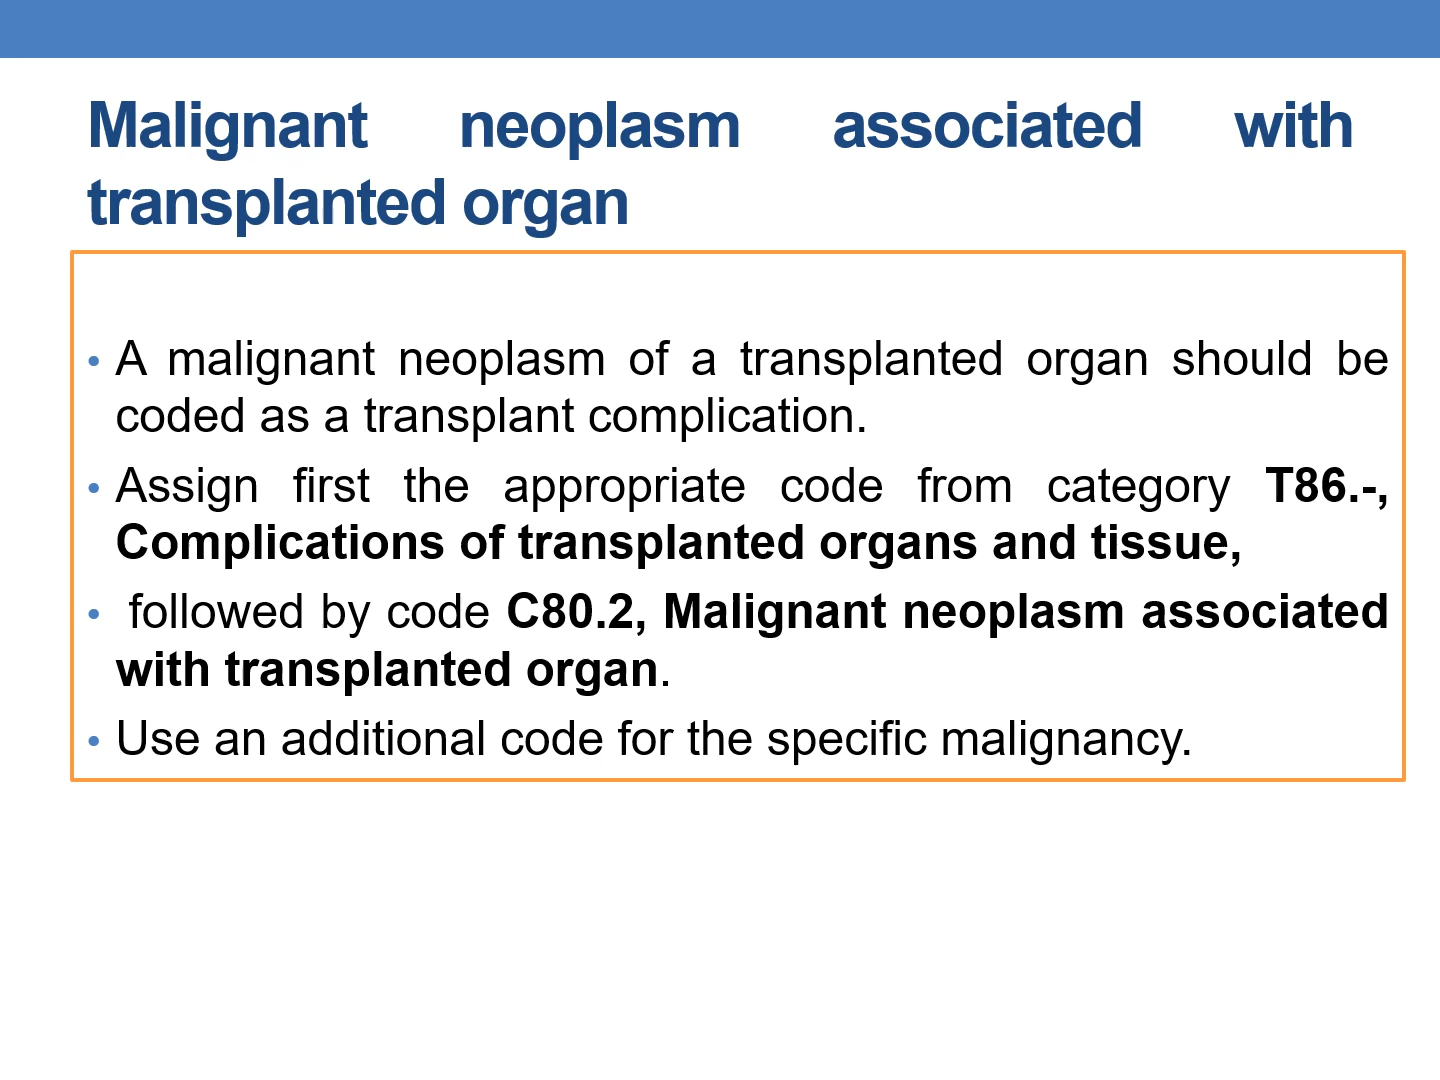 Malignant neoplasm associated with
transplanted organ
• A malignant neoplasm of a transplanted organ should be
coded as a transplant complication.
• Assign first the appropriate code from category T86.-,
Complications of transplanted organs and tissue,
• followed by code C80.2, Malignant neoplasm associated
with transplanted organ.
• Use an additional code for the specific malignancy.